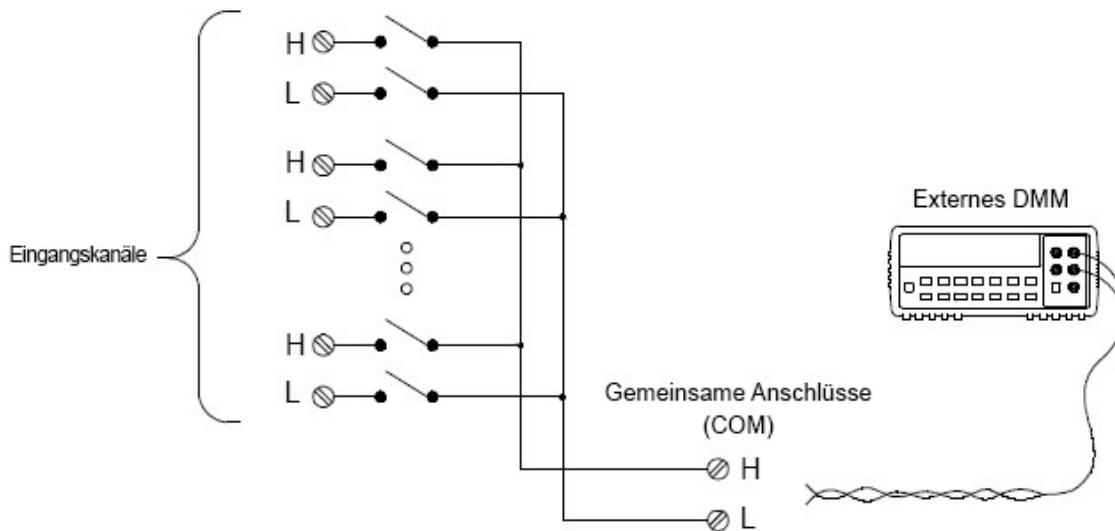 H
L
H
L
Eingangskanäle
H
L
Externes DMM
Gemeinsame Anschlüsse
(COM)
H
L